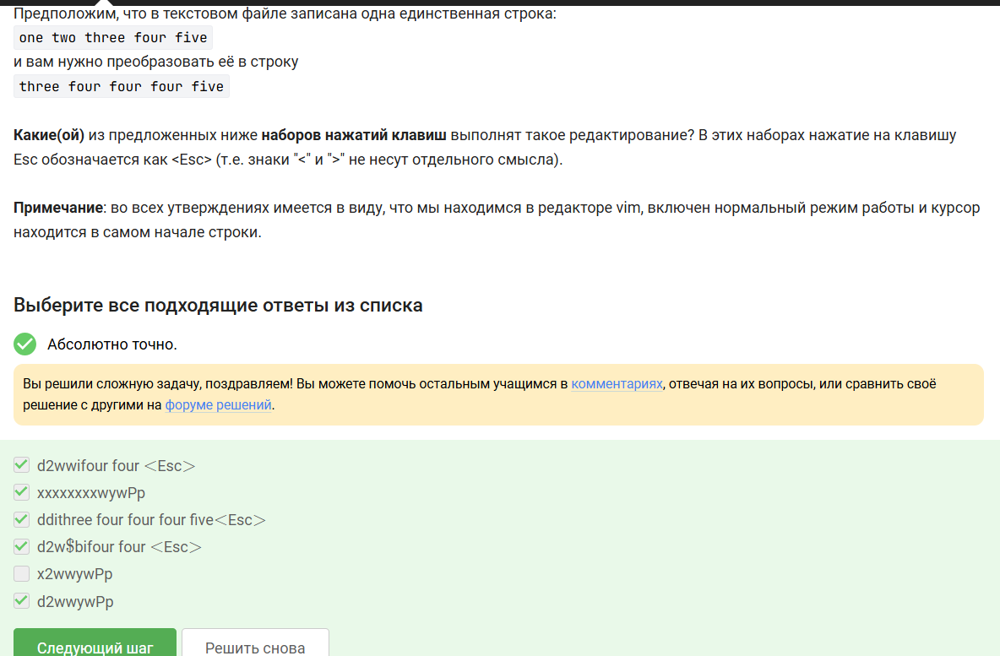 Предположим, что в текстовом файле записана одна единственная строка:
one two three four five
и вам нужно преобразовать её в строку
three four four four five
Какие(ой) из предложенных ниже наборов нажатий клавиш выполнят такое редактирование? В этих наборах нажатие на клавишу
Esc обозначается как <Esc> (т.е. знаки "<" и ">" не несут отдельного смысла).
Примечание: во всех утверждениях имеется в виду, что мы находимся в редакторе vim, включен нормальный режим работы и курсор
находится в самом начале строки.
Выберите все подходящие ответы из списка
Абсолютно точно.
Вы решили сложную задачу, поздравляем! Вы можете помочь остальным учащимся в комментариях, отвечая на их вопросы, или сравнить своё
решение с другими на форуме решений.
d2wwifour four <Esc>
xxxxxxxxwywPp
ddithree four four four five<Esc>
d2w$bifour four <Esc>
x2wwywPp
d2wwywPp
Следующий шаг
Решить снова